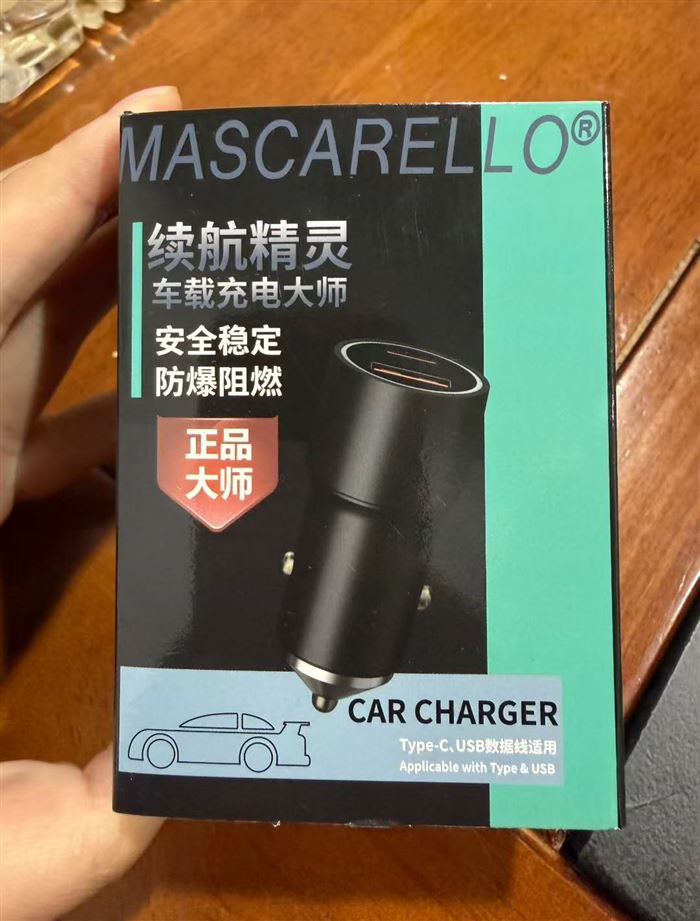 MASCARELLO®
续航精灵
车载充电大师
安全稳定
防爆阻燃
正品
大师
CAR CHARGER
Type-C、USB数据线适用
Applicable with Type & USB